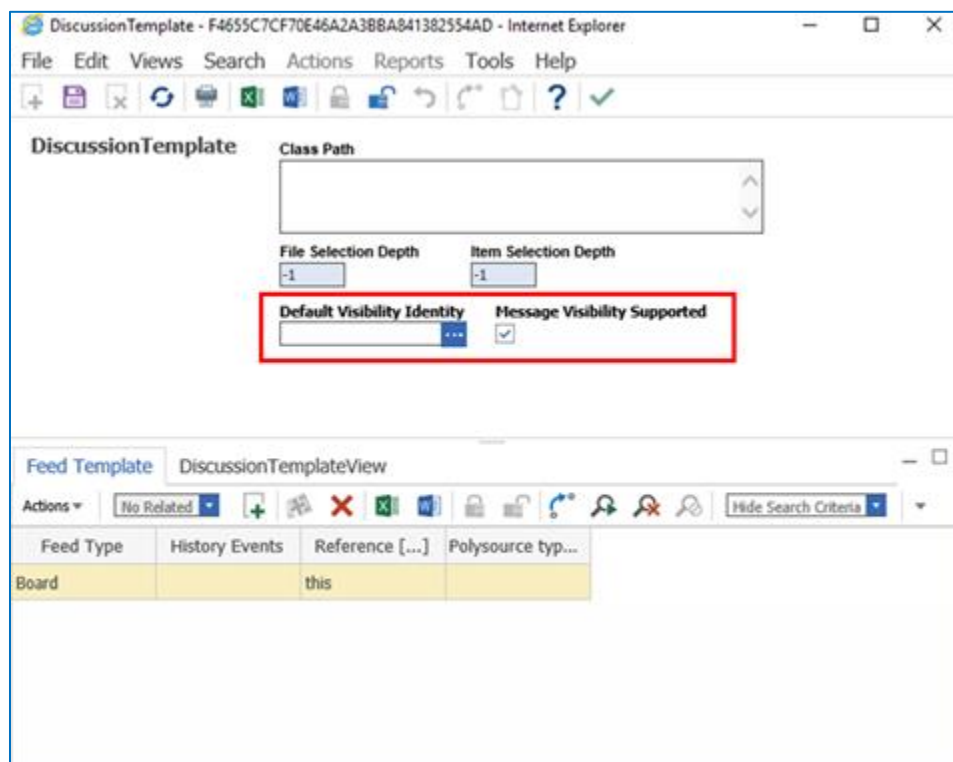 DiscussionTemplate - F4655C7CF70E46A2A3BBA841382554AD - Internet Explorer
File Edit Views Search Actions Reports Tools Help
DiscussionTemplate
Class Path
File Selection Depth Item Selection Depth
-1 -1
Default Visibility Identity Message Visibility Supported
...
Feed Template DiscussionTemplateView
Actions No Related Hide Search Criteria
Feed Type History Events Reference [...] Polysource typ...
Board this